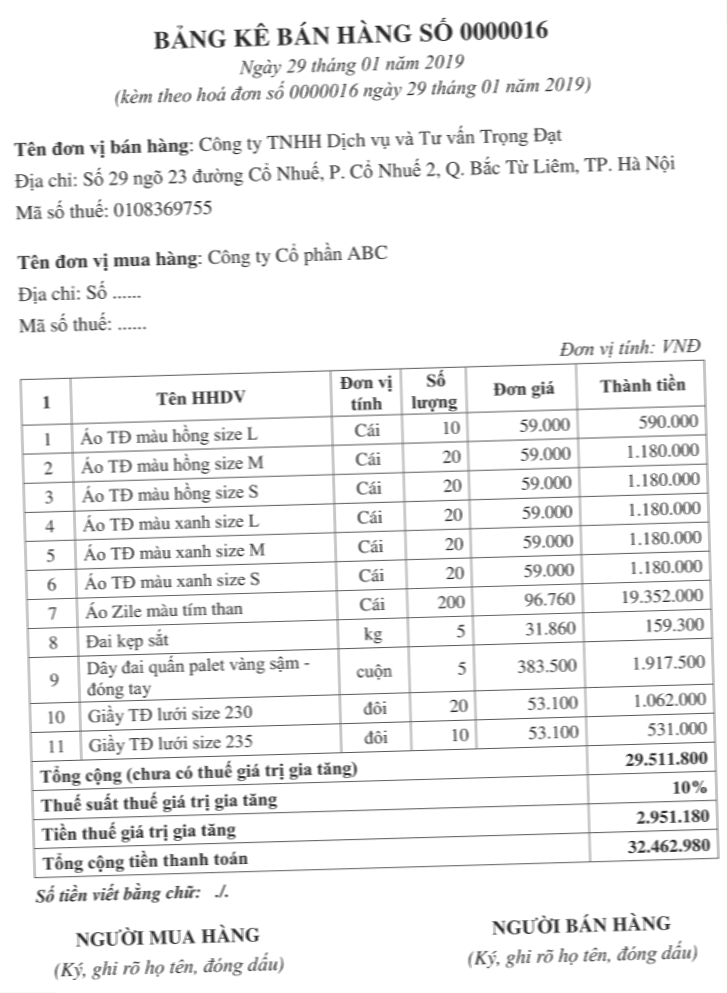 BẢNG KÊ BÁN HÀNG SỐ 0000016
Ngày 29 tháng 01 năm 2019
(kèm theo hoá đơn số 0000016 ngày 29 tháng 01 năm 2019)
Tên đơn vị bán hàng: Công ty TNHH Dịch vụ và Tư vấn Trọng Đạt
Địa chỉ: Số 29 ngõ 23 đường Cổ Nhuế, P. Cổ Nhuế 2, Q. Bắc Từ Liêm, TP. Hà Nội
Mã số thuế: 0108369755
Tên đơn vị mua hàng: Công ty Cổ phần ABC
Địa chỉ: Số ......
Mã số thuế: ......
Đơn vị tính: VNĐ
1 Tên HHDV Đơn vị tính Số lượng Đơn giá Thành tiền
1 Áo TĐ màu hồng size L Cái 10 59.000 590.000
2 Áo TĐ màu hồng size M Cái 20 59.000 1.180.000
3 Áo TĐ màu hồng size S Cái 20 59.000 1.180.000
4 Áo TĐ màu xanh size L Cái 20 59.000 1.180.000
5 Áo TĐ màu xanh size M Cái 20 59.000 1.180.000
6 Áo TĐ màu xanh size S Cái 20 59.000 1.180.000
7 Áo Zile màu tím than Cái 200 96.760 19.352.000
8 Đai kẹp sắt kg 5 31.860 159.300
9 Dây đai quấn palet vàng sậm - đóng tay cuộn 5 383.500 1.917.500
10 Giầy TĐ lưới size 230 đôi 20 53.100 1.062.000
11 Giầy TĐ lưới size 235 đôi 10 53.100 531.000
Tổng cộng (chưa có thuế giá trị gia tăng) 29.511.800
Thuế suất thuế giá trị gia tăng 10%
Tiền thuế giá trị gia tăng 2.951.180
Tổng cộng tiền thanh toán 32.462.980
Số tiền viết bằng chữ: ./.
NGƯỜI MUA HÀNG NGƯỜI BÁN HÀNG
(Ký, ghi rõ họ tên, đóng dấu) (Ký, ghi rõ họ tên, đóng dấu)